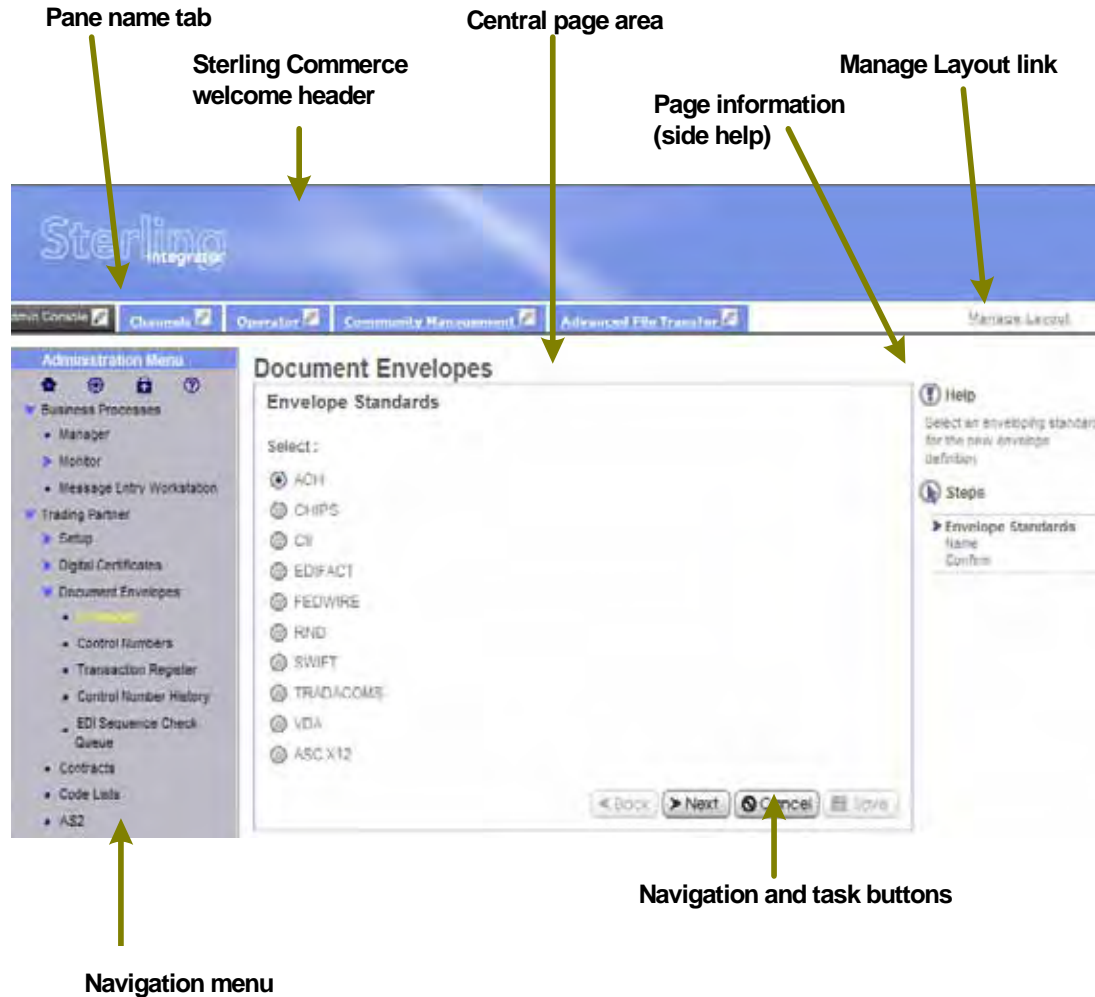 Pane name tab
Central page area
Sterling Commerce
welcome header
Manage Layout link
Page information
(side help)
Sterling
Integrator
Admin Console
Channels
Operator
Community Management
Advanced File Transfer
Manage Layout
Administration Menu
Business Processes
Manager
Monitor
Message Entry Workstation
Trading Partner
Setup
Digital Certificates
Document Envelopes
Control Numbers
Transaction Register
Control Number History
EDI Sequence Check
Queue
Contracts
Code Lists
AS2
Document Envelopes
Envelope Standards
Select:
ACH
CHIPS
CII
EDIFACT
FEDWIRE
RND
SWIFT
TRADACOMS
VDA
ASC X12
Back
Next
Cancel
Save
Help
Select an enveloping standard
for the new envelope
definition
Steps
Envelope Standards
Name
Confirm
Navigation and task buttons
Navigation menu